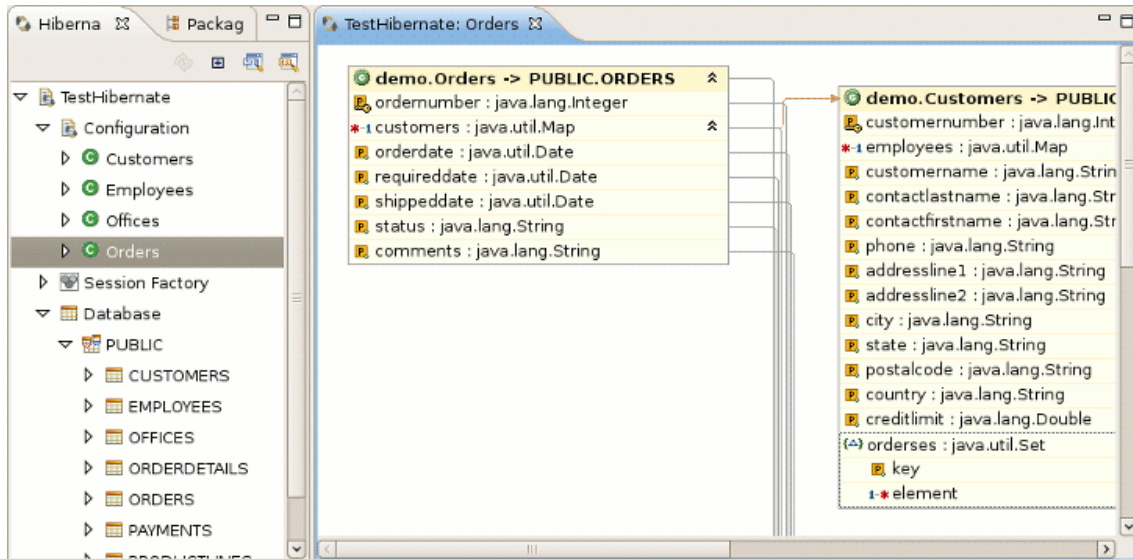 Hiberna
Packag
TestHibernate
Configuration
Customers
Employees
Offices
Orders
Session Factory
Database
PUBLIC
CUSTOMERS
EMPLOYEES
OFFICES
ORDERDETAILS
ORDERS
PAYMENTS
PRODUCTLINES
TestHibernate: Orders
demo.Orders -> PUBLIC.ORDERS
ordernumber : java.lang.Integer
*-1 customers : java.util.Map
orderdate : java.util.Date
requireddate : java.util.Date
shippeddate : java.util.Date
status : java.lang.String
comments : java.lang.String
demo.Customers -> PUBLIC
customernumber : java.lang.Int
*-1 employees : java.util.Map
customername : java.lang.Strin
contactlastname : java.lang.Str
contactfirstname : java.lang.Str
phone : java.lang.String
addressline1 : java.lang.String
addressline2 : java.lang.String
city : java.lang.String
state : java.lang.String
postalcode : java.lang.String
country : java.lang.String
creditlimit : java.lang.Double
orderses : java.util.Set
key
1-* element